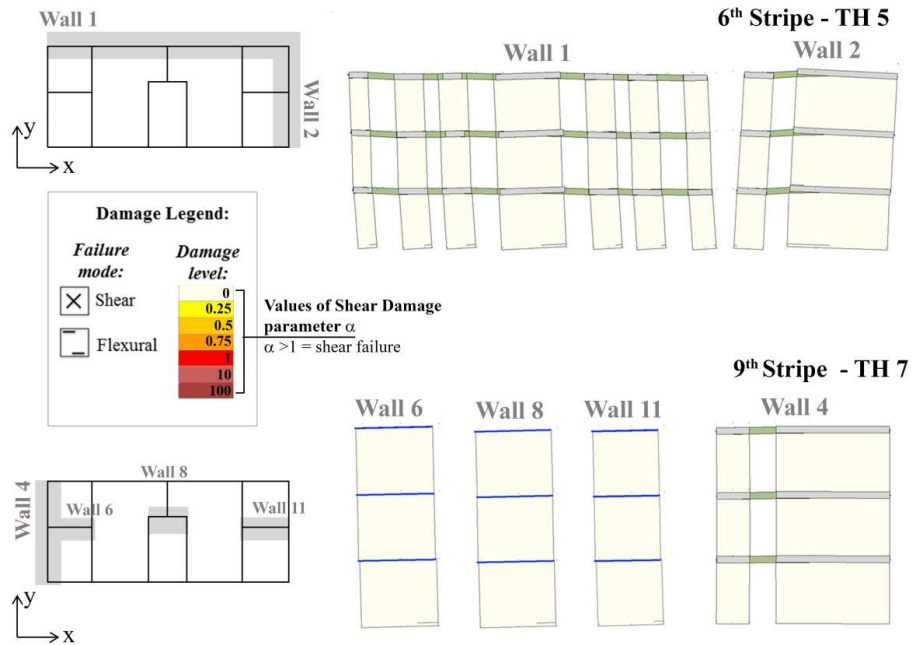 Wall 1
Wall 2
y
x
6th Stripe - TH 5
Wall 1
Wall 2
Damage Legend:
Failure mode:
Shear
Flexural
Damage level:
0
0.25
0.5
0.75
1
10
100
Values of Shear Damage
parameter α
α >1 = shear failure
9th Stripe - TH 7
Wall 6
Wall 8
Wall 11
Wall 4
Wall 8
Wall 4
Wall 6
Wall 11
y
x